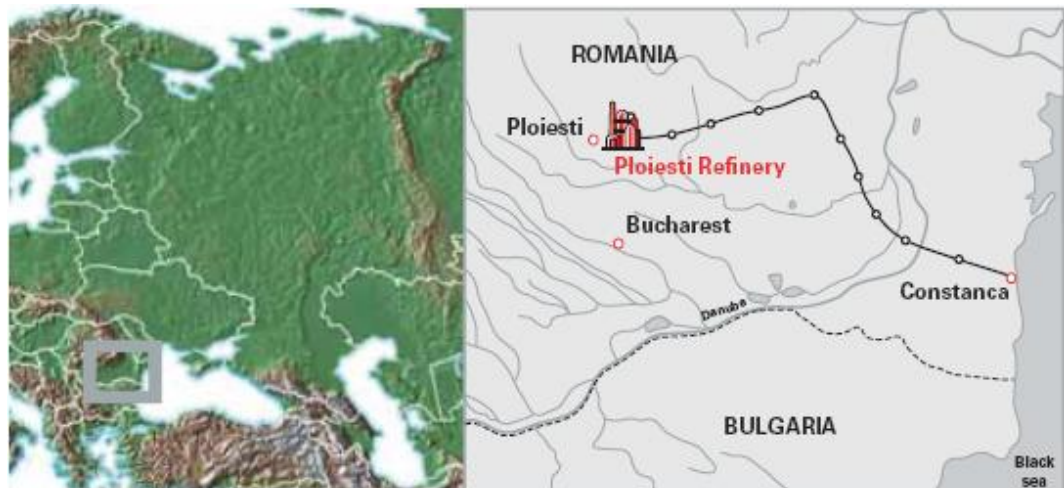 ROMANIA
Ploiesti
Ploiesti Refinery
Bucharest
Constanca
Danube
BULGARIA
Black
sea